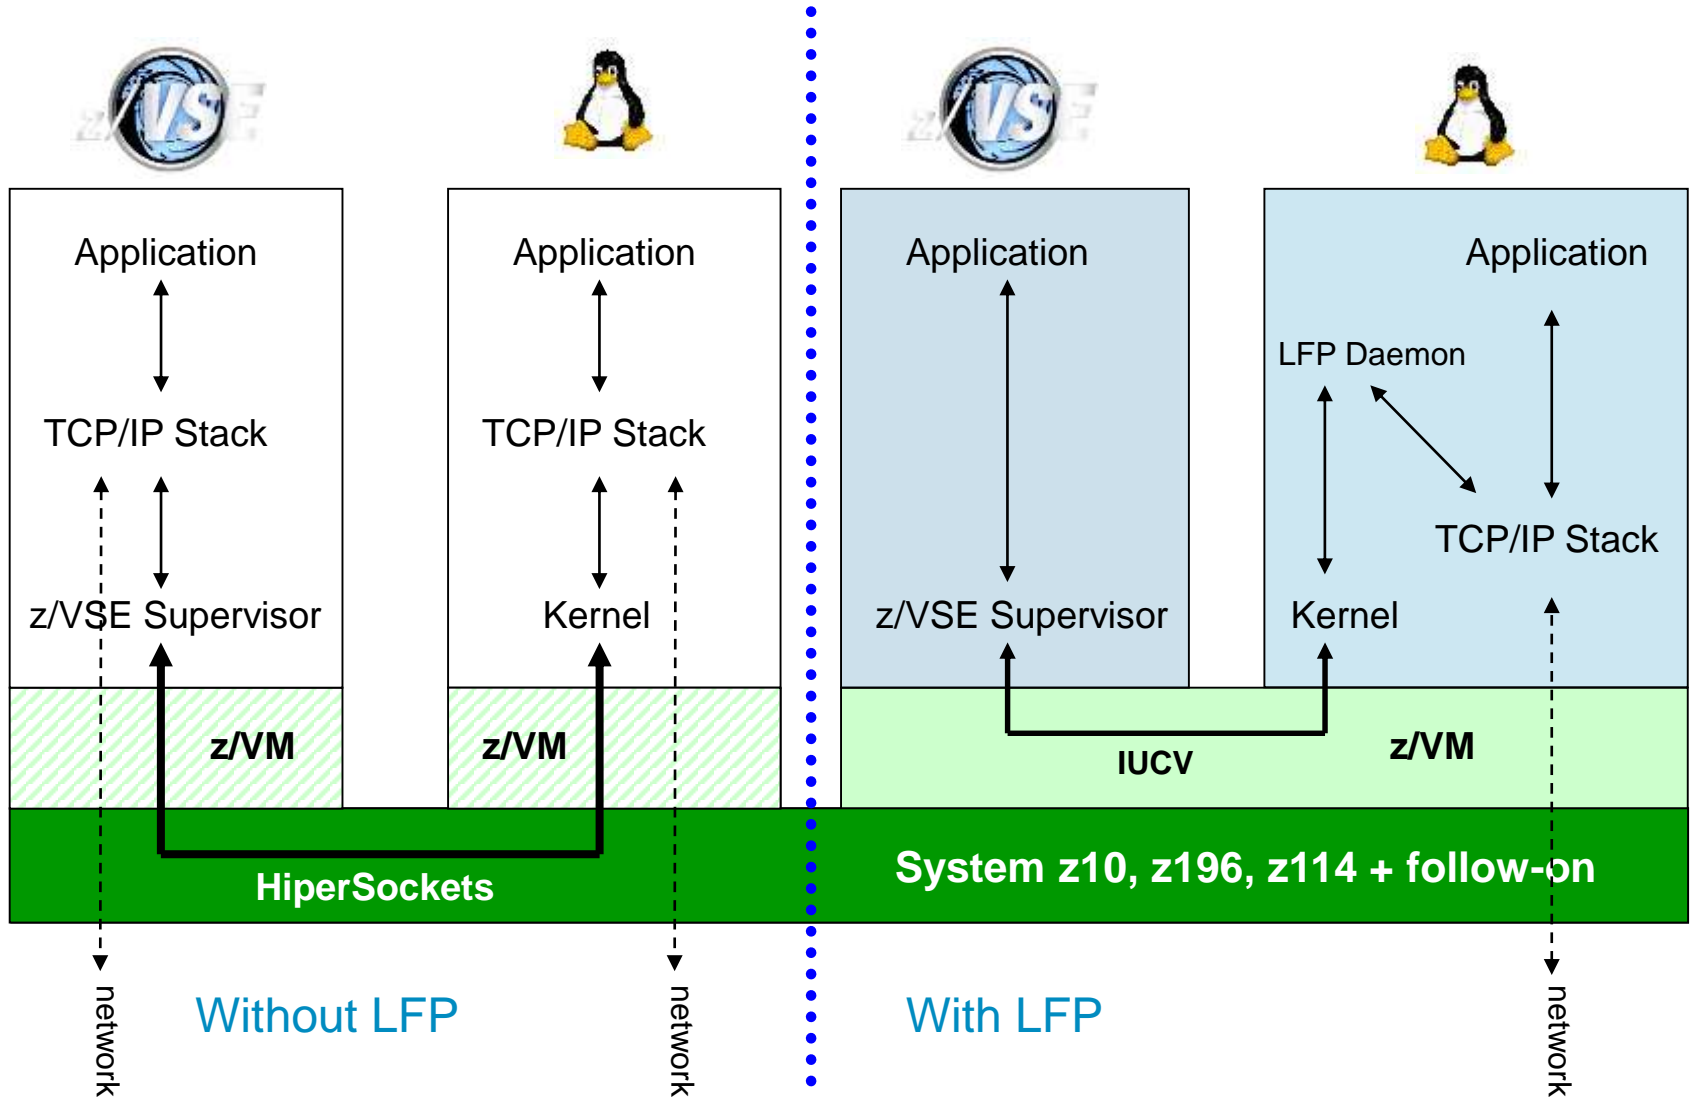 z/VSE
z/VSE
Application
Application
Application
Application
LFP Daemon
TCP/IP Stack
TCP/IP Stack
TCP/IP Stack
z/VSE Supervisor
Kernel
z/VSE Supervisor
Kernel
z/VM
z/VM
IUCV
z/VM
HiperSockets
System z10, z196, z114 + follow-on
network
Without LFP
network
With LFP
network